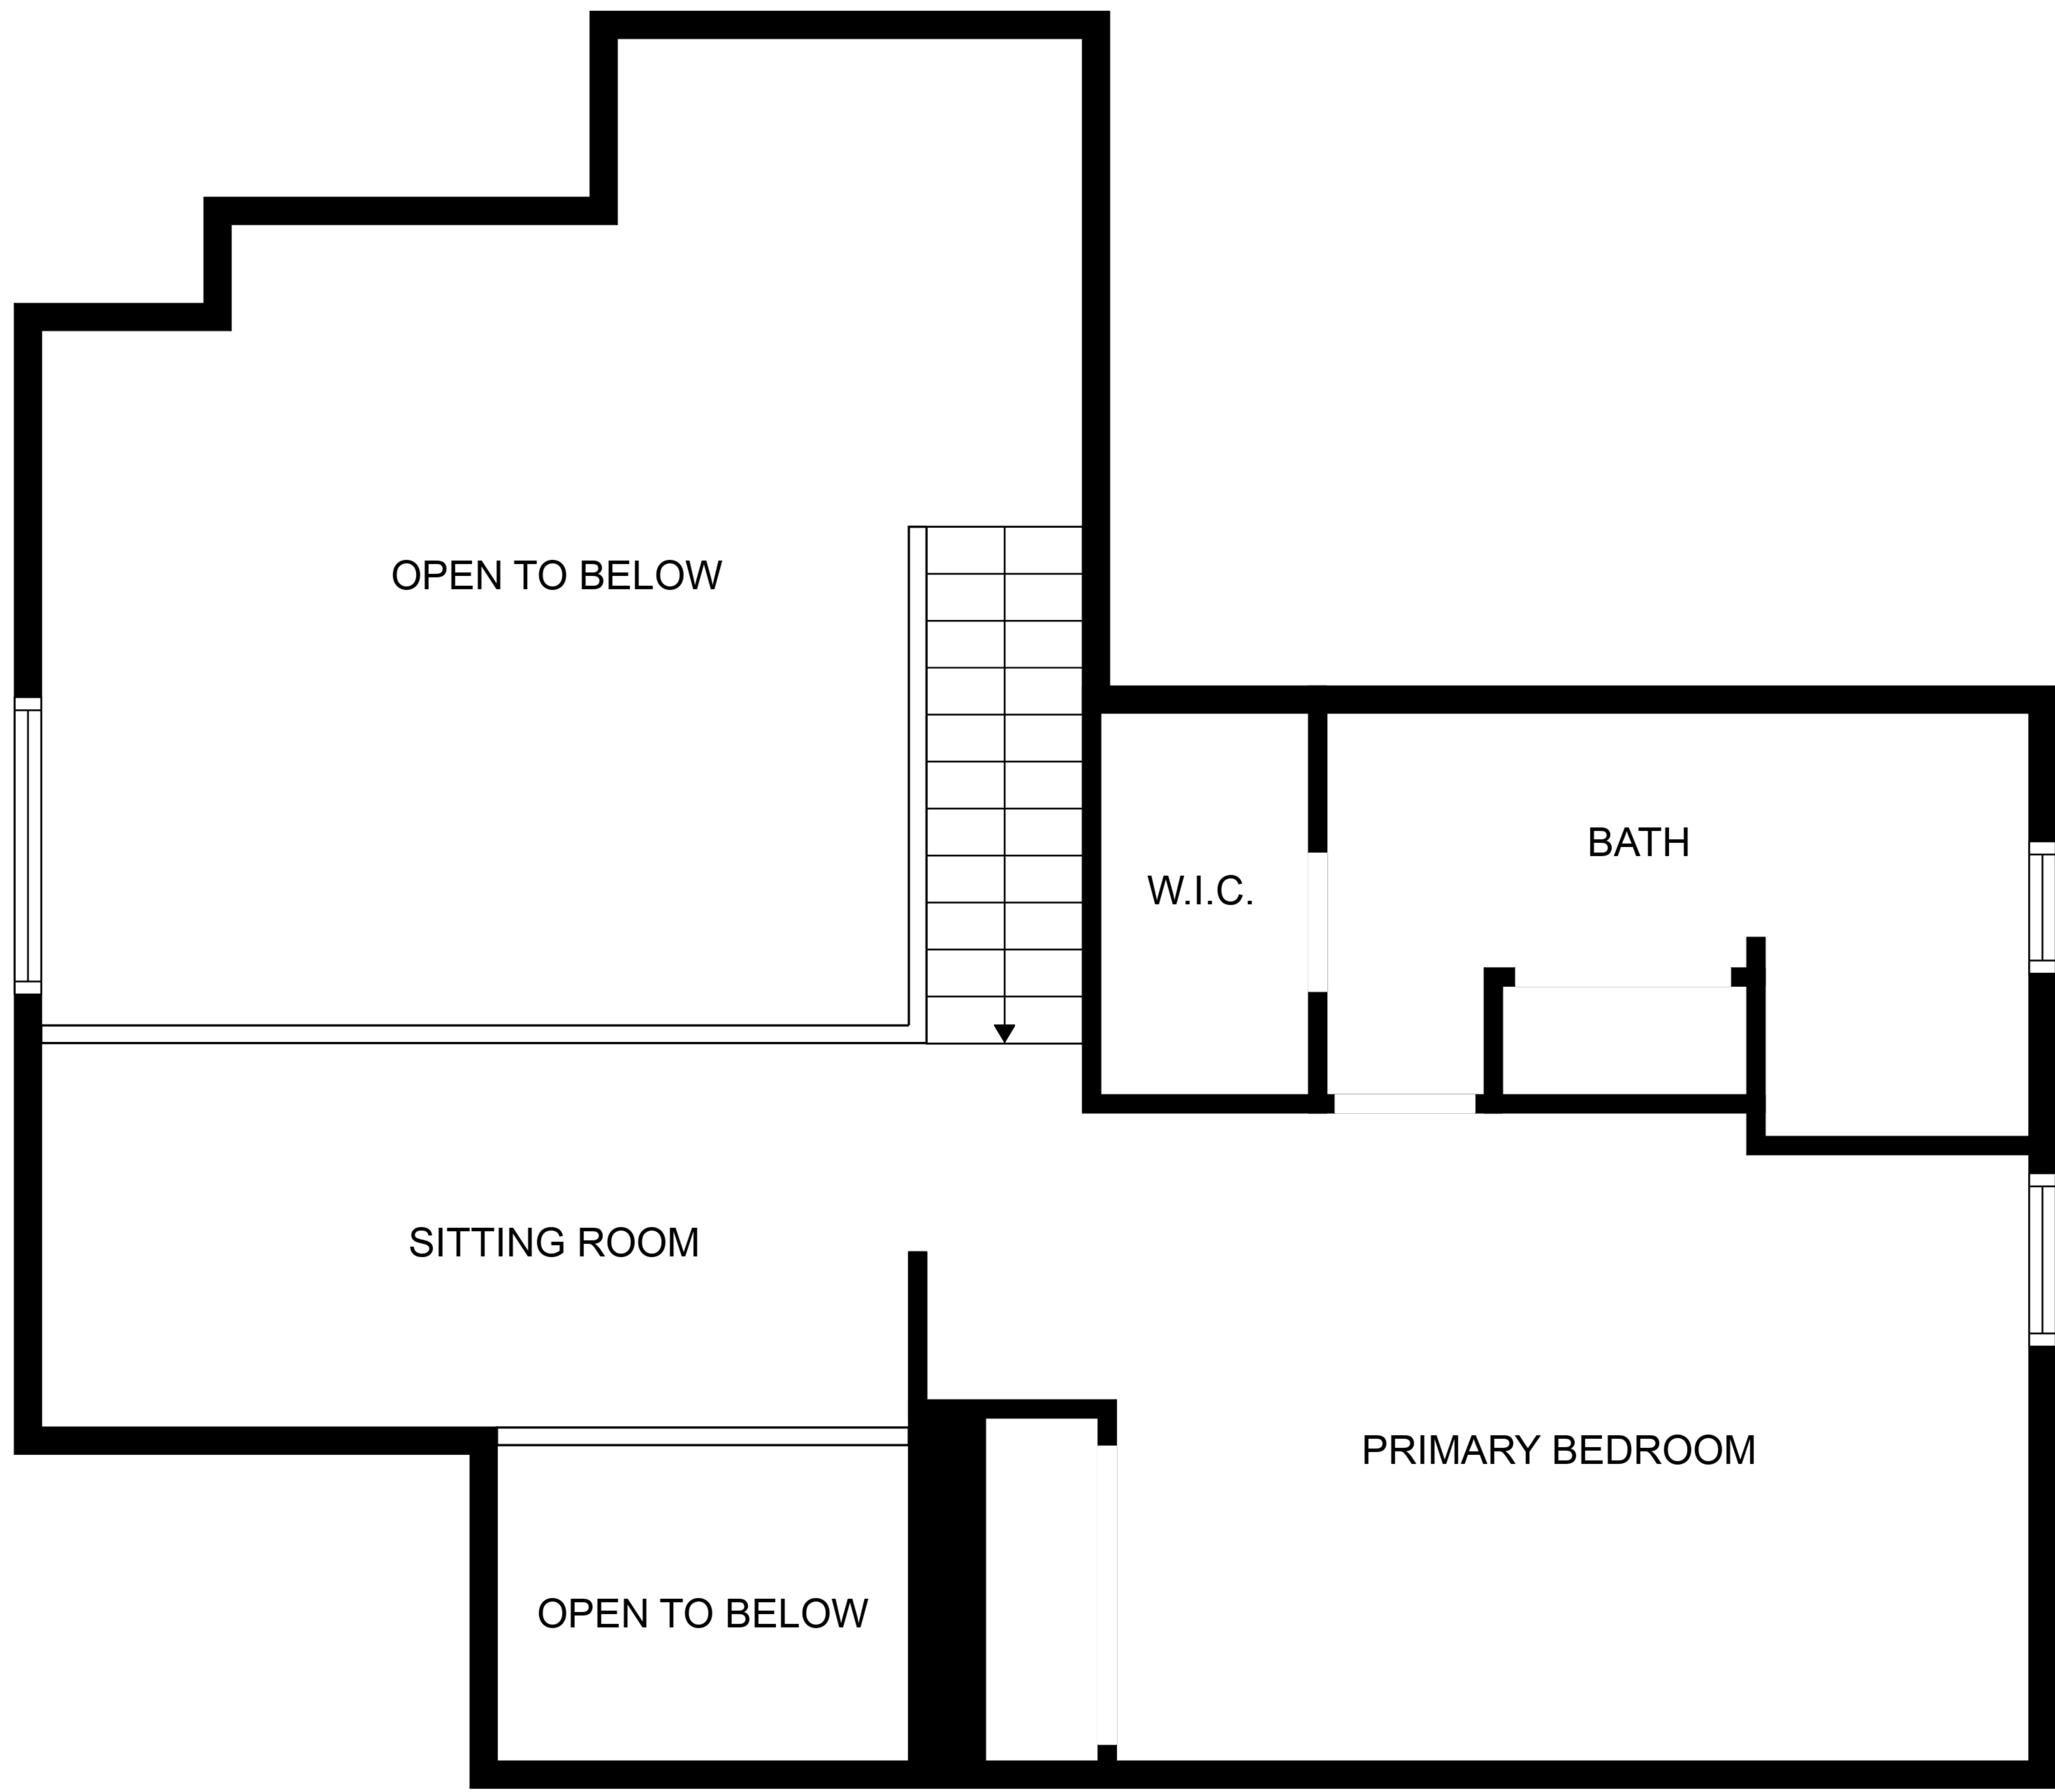 OPEN TO BELOW
BATH
W.I.C.
SITTING ROOM
PRIMARY BEDROOM
OPEN TO BELOW